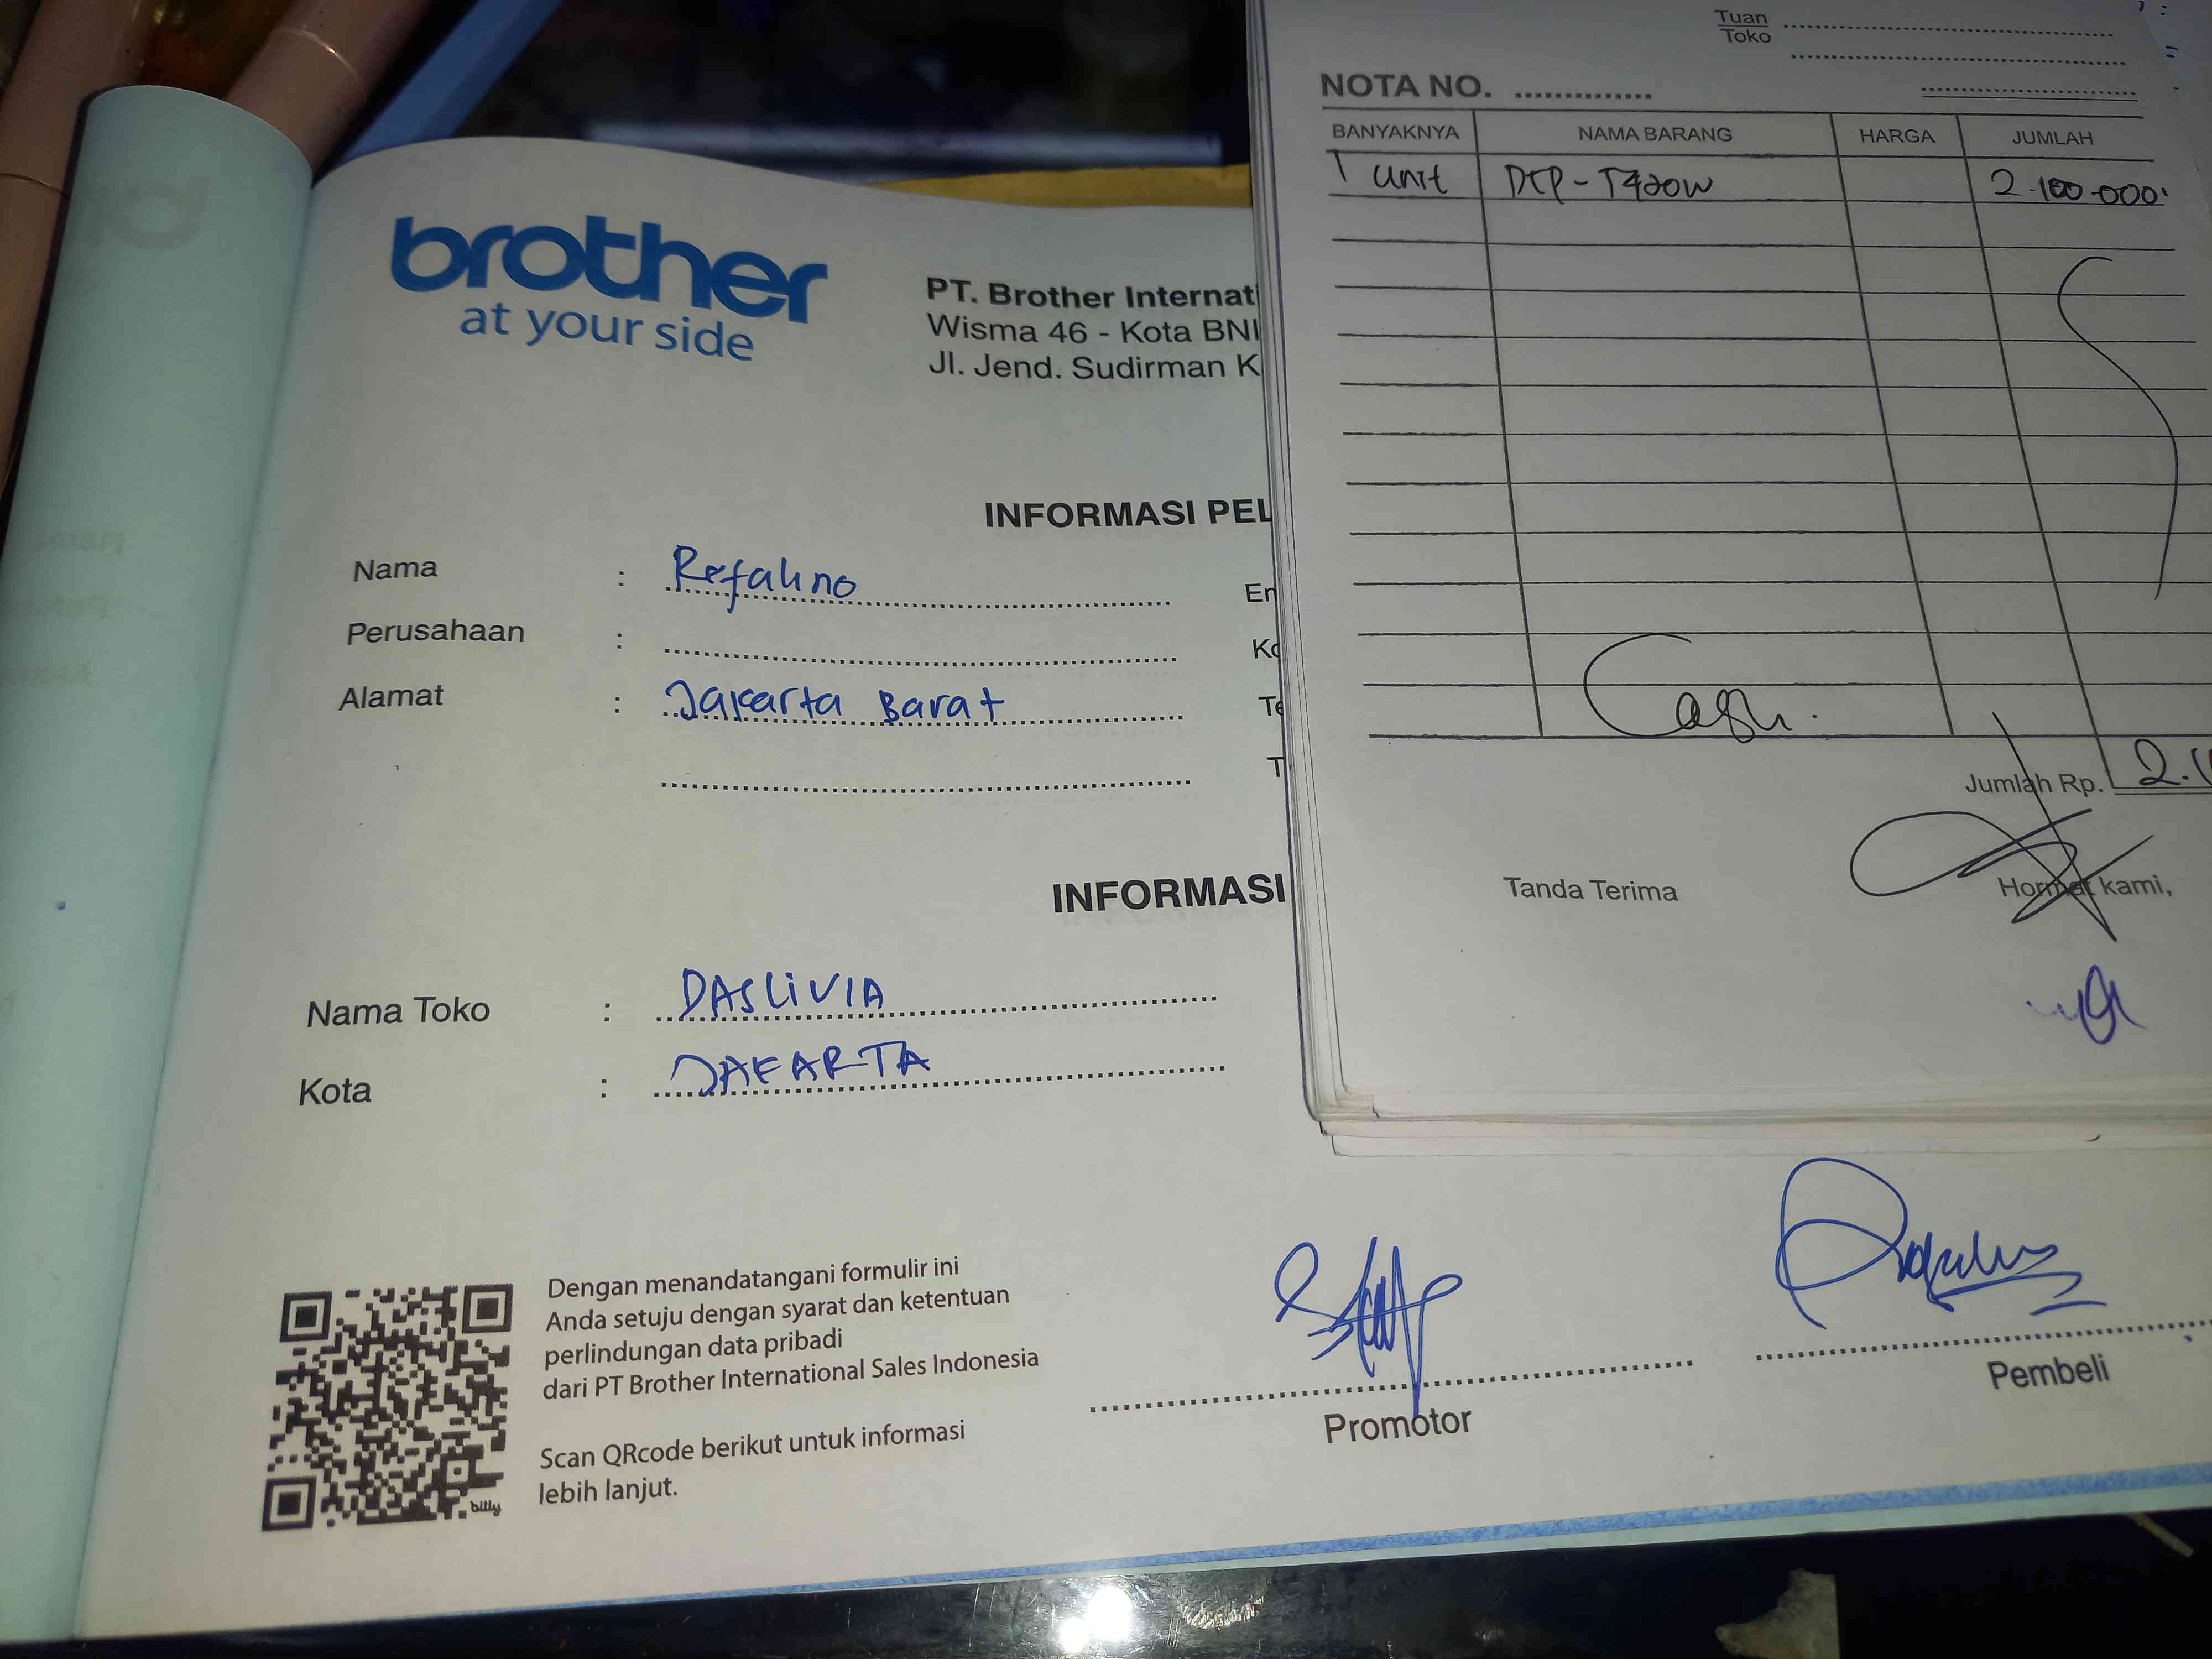 brother
at your side
PT. Brother Internat
Wisma 46 - Kota BNI
Jl. Jend. Sudirman K
INFORMASI PEL
Nama : Refalino
Perusahaan :
Alamat : Jakarta Barat
INFORMASI
Nama Toko : DASLIVIA
Kota : JAKARTA
Dengan menandatangani formulir ini
Anda setuju dengan syarat dan ketentuan
perlindungan data pribadi
dari PT Brother International Sales Indonesia
Scan QRcode berikut untuk informasi
lebih lanjut.
bitly
Promotor
Pembeli
Tuan
Toko
NOTA NO.
BANYAKNYA NAMA BARANG HARGA JUMLAH
1 unit DCP-T420W 2.100.000
Cash.
Jumlah Rp.
Tanda Terima
Hormat kami,